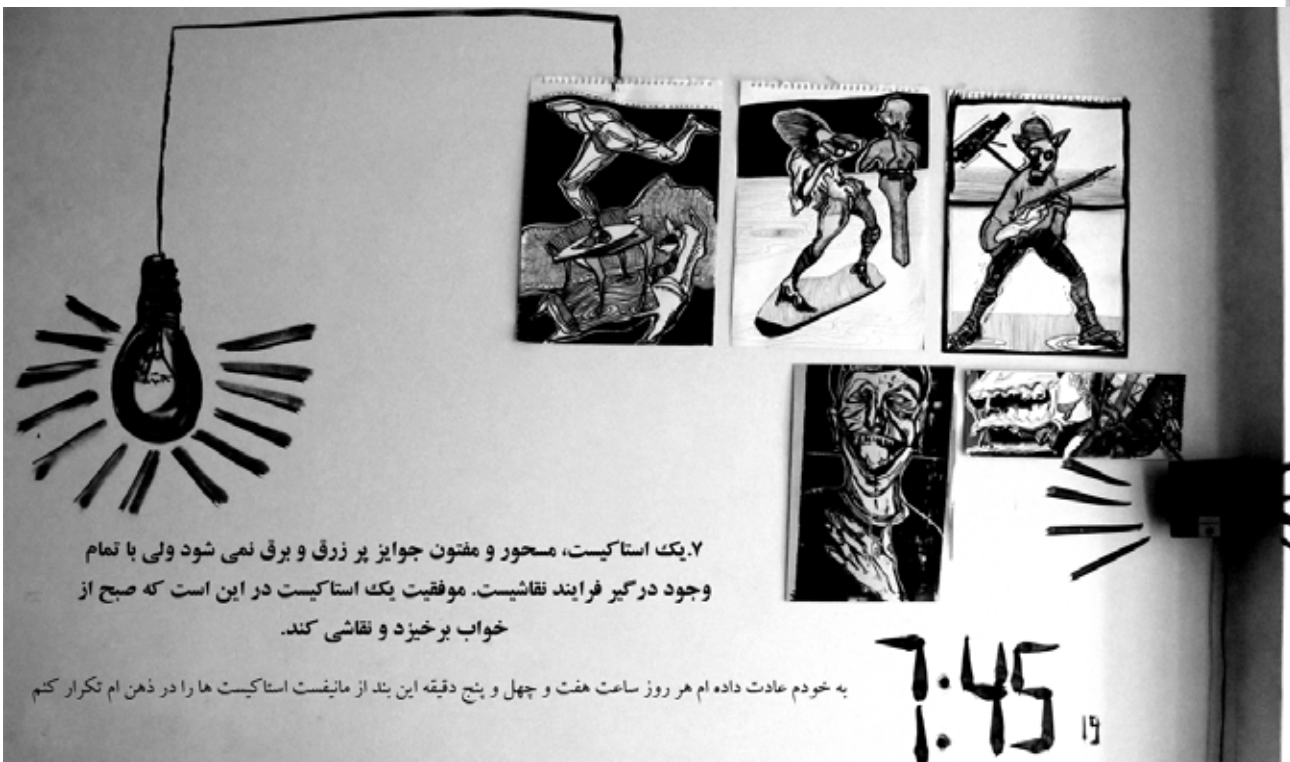 ۷.یک استاکیست، مسحور و مفتون جوایز پر زرق و برق نمی شود ولی با تمام
وجود درگیر فرایند نقاشیست. موفقیت یک استاکیست در این است که صبح از
خواب برخیزد و نقاشی کند.
به خودم عادت داده ام هر روز ساعت هفت و چهل و پنج دقیقه این بند از مانیفست استاکیست ها را در ذهن ام تکرار کنم
7:45
19